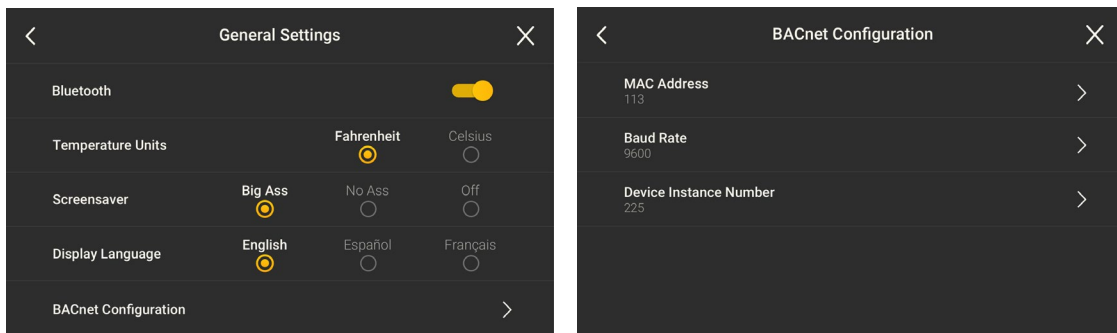 General Settings
Bluetooth
Temperature Units
Fahrenheit
Celsius
Screensaver
Big Ass
No Ass
Off
Display Language
English
Español
Français
BACnet Configuration
BACnet Configuration
MAC Address
113
Baud Rate
9600
Device Instance Number
225